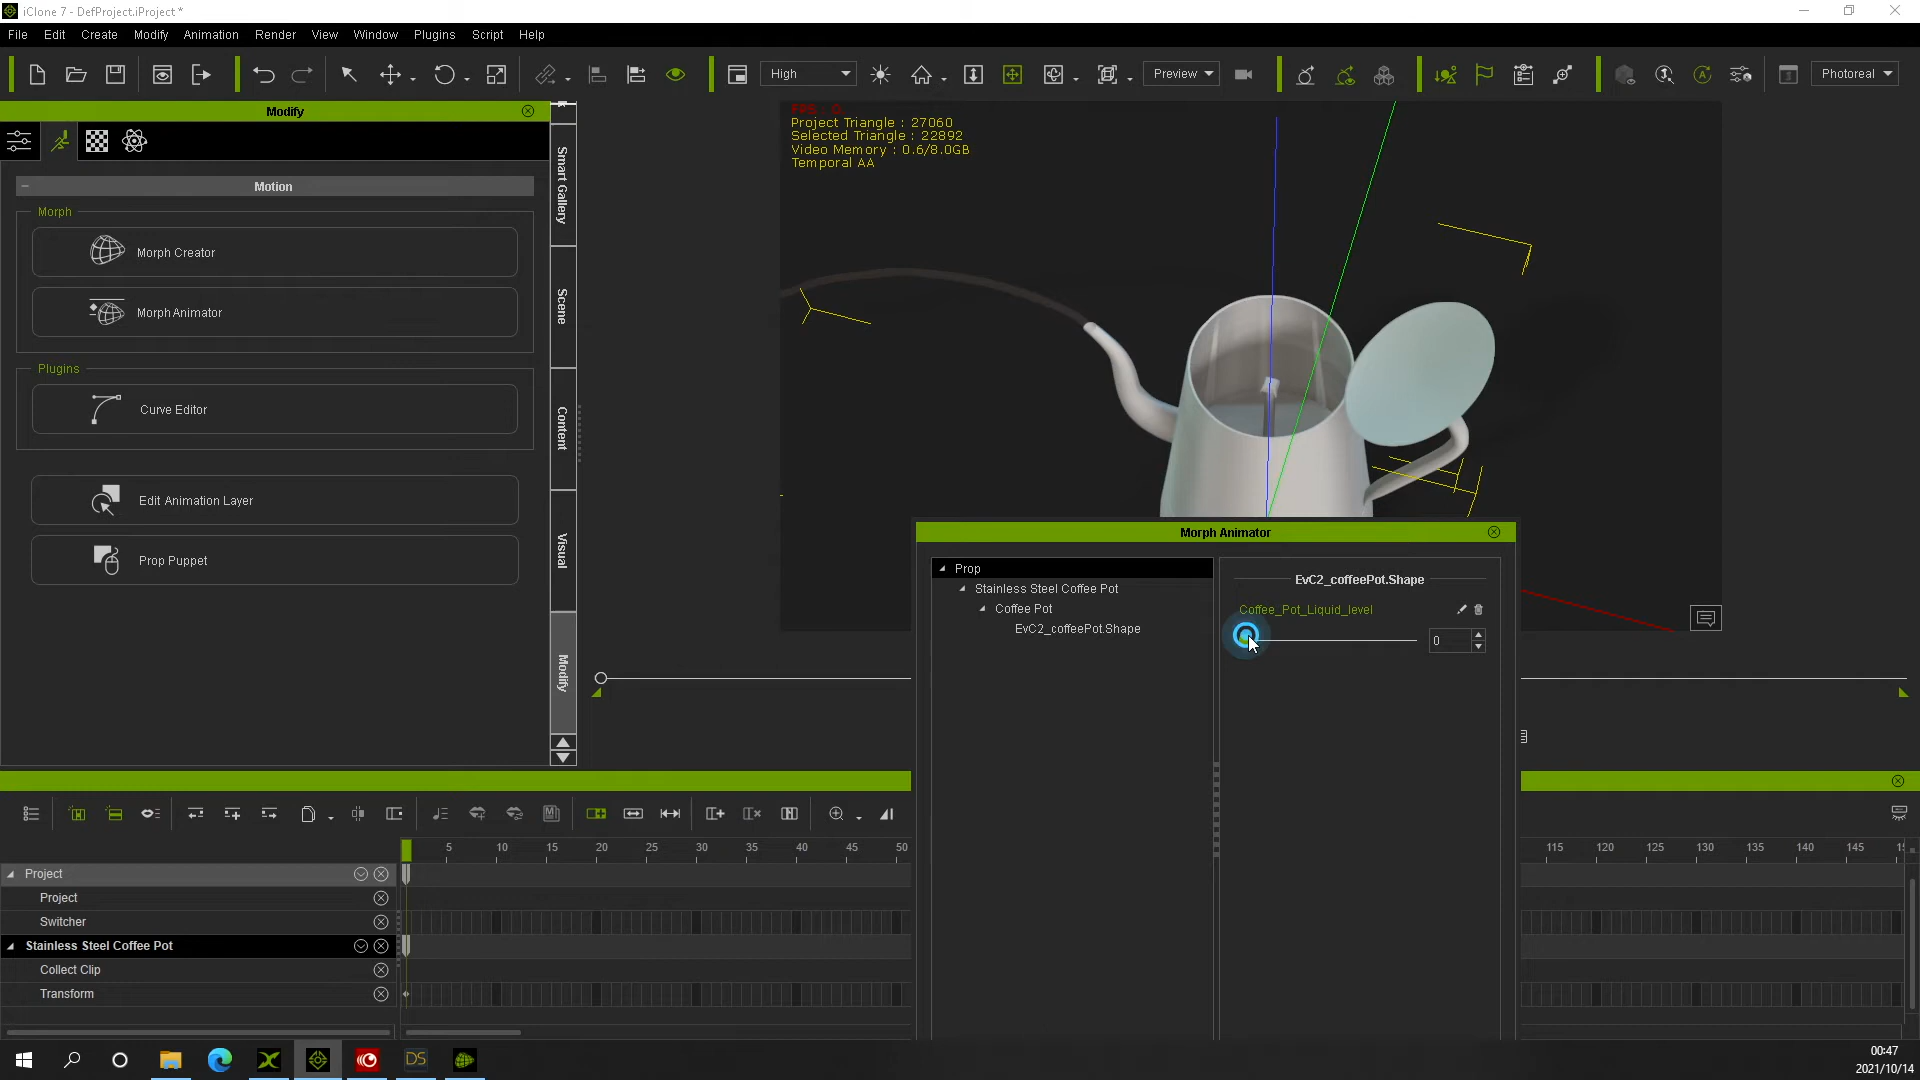 iClone 7 - DefProject.iProject *
File Edit Create Modify Animation Render View Window Plugins Script Help
High Preview Photoreal
Modify
Motion
Morph
Morph Creator
Morph Animator
Plugins
Curve Editor
Edit Animation Layer
Prop Puppet
Smart Gallery
Scene
Content
Visual
Modify
FPS : 0
Project Triangle : 27060
Selected Triangle : 22892
Video Memory : 0.6/8.0GB
Temporal AA
Morph Animator
Prop
Stainless Steel Coffee Pot
Coffee Pot
EvC2_coffeePot.Shape
EvC2_coffeePot.Shape
Coffee_Pot_Liquid_level
0
5 10 15 20 25 30 35 40 45 50 115 120 125 130 135 140 145
Project
Project
Switcher
Stainless Steel Coffee Pot
Collect Clip
Transform
DS
00:47
2021/10/14